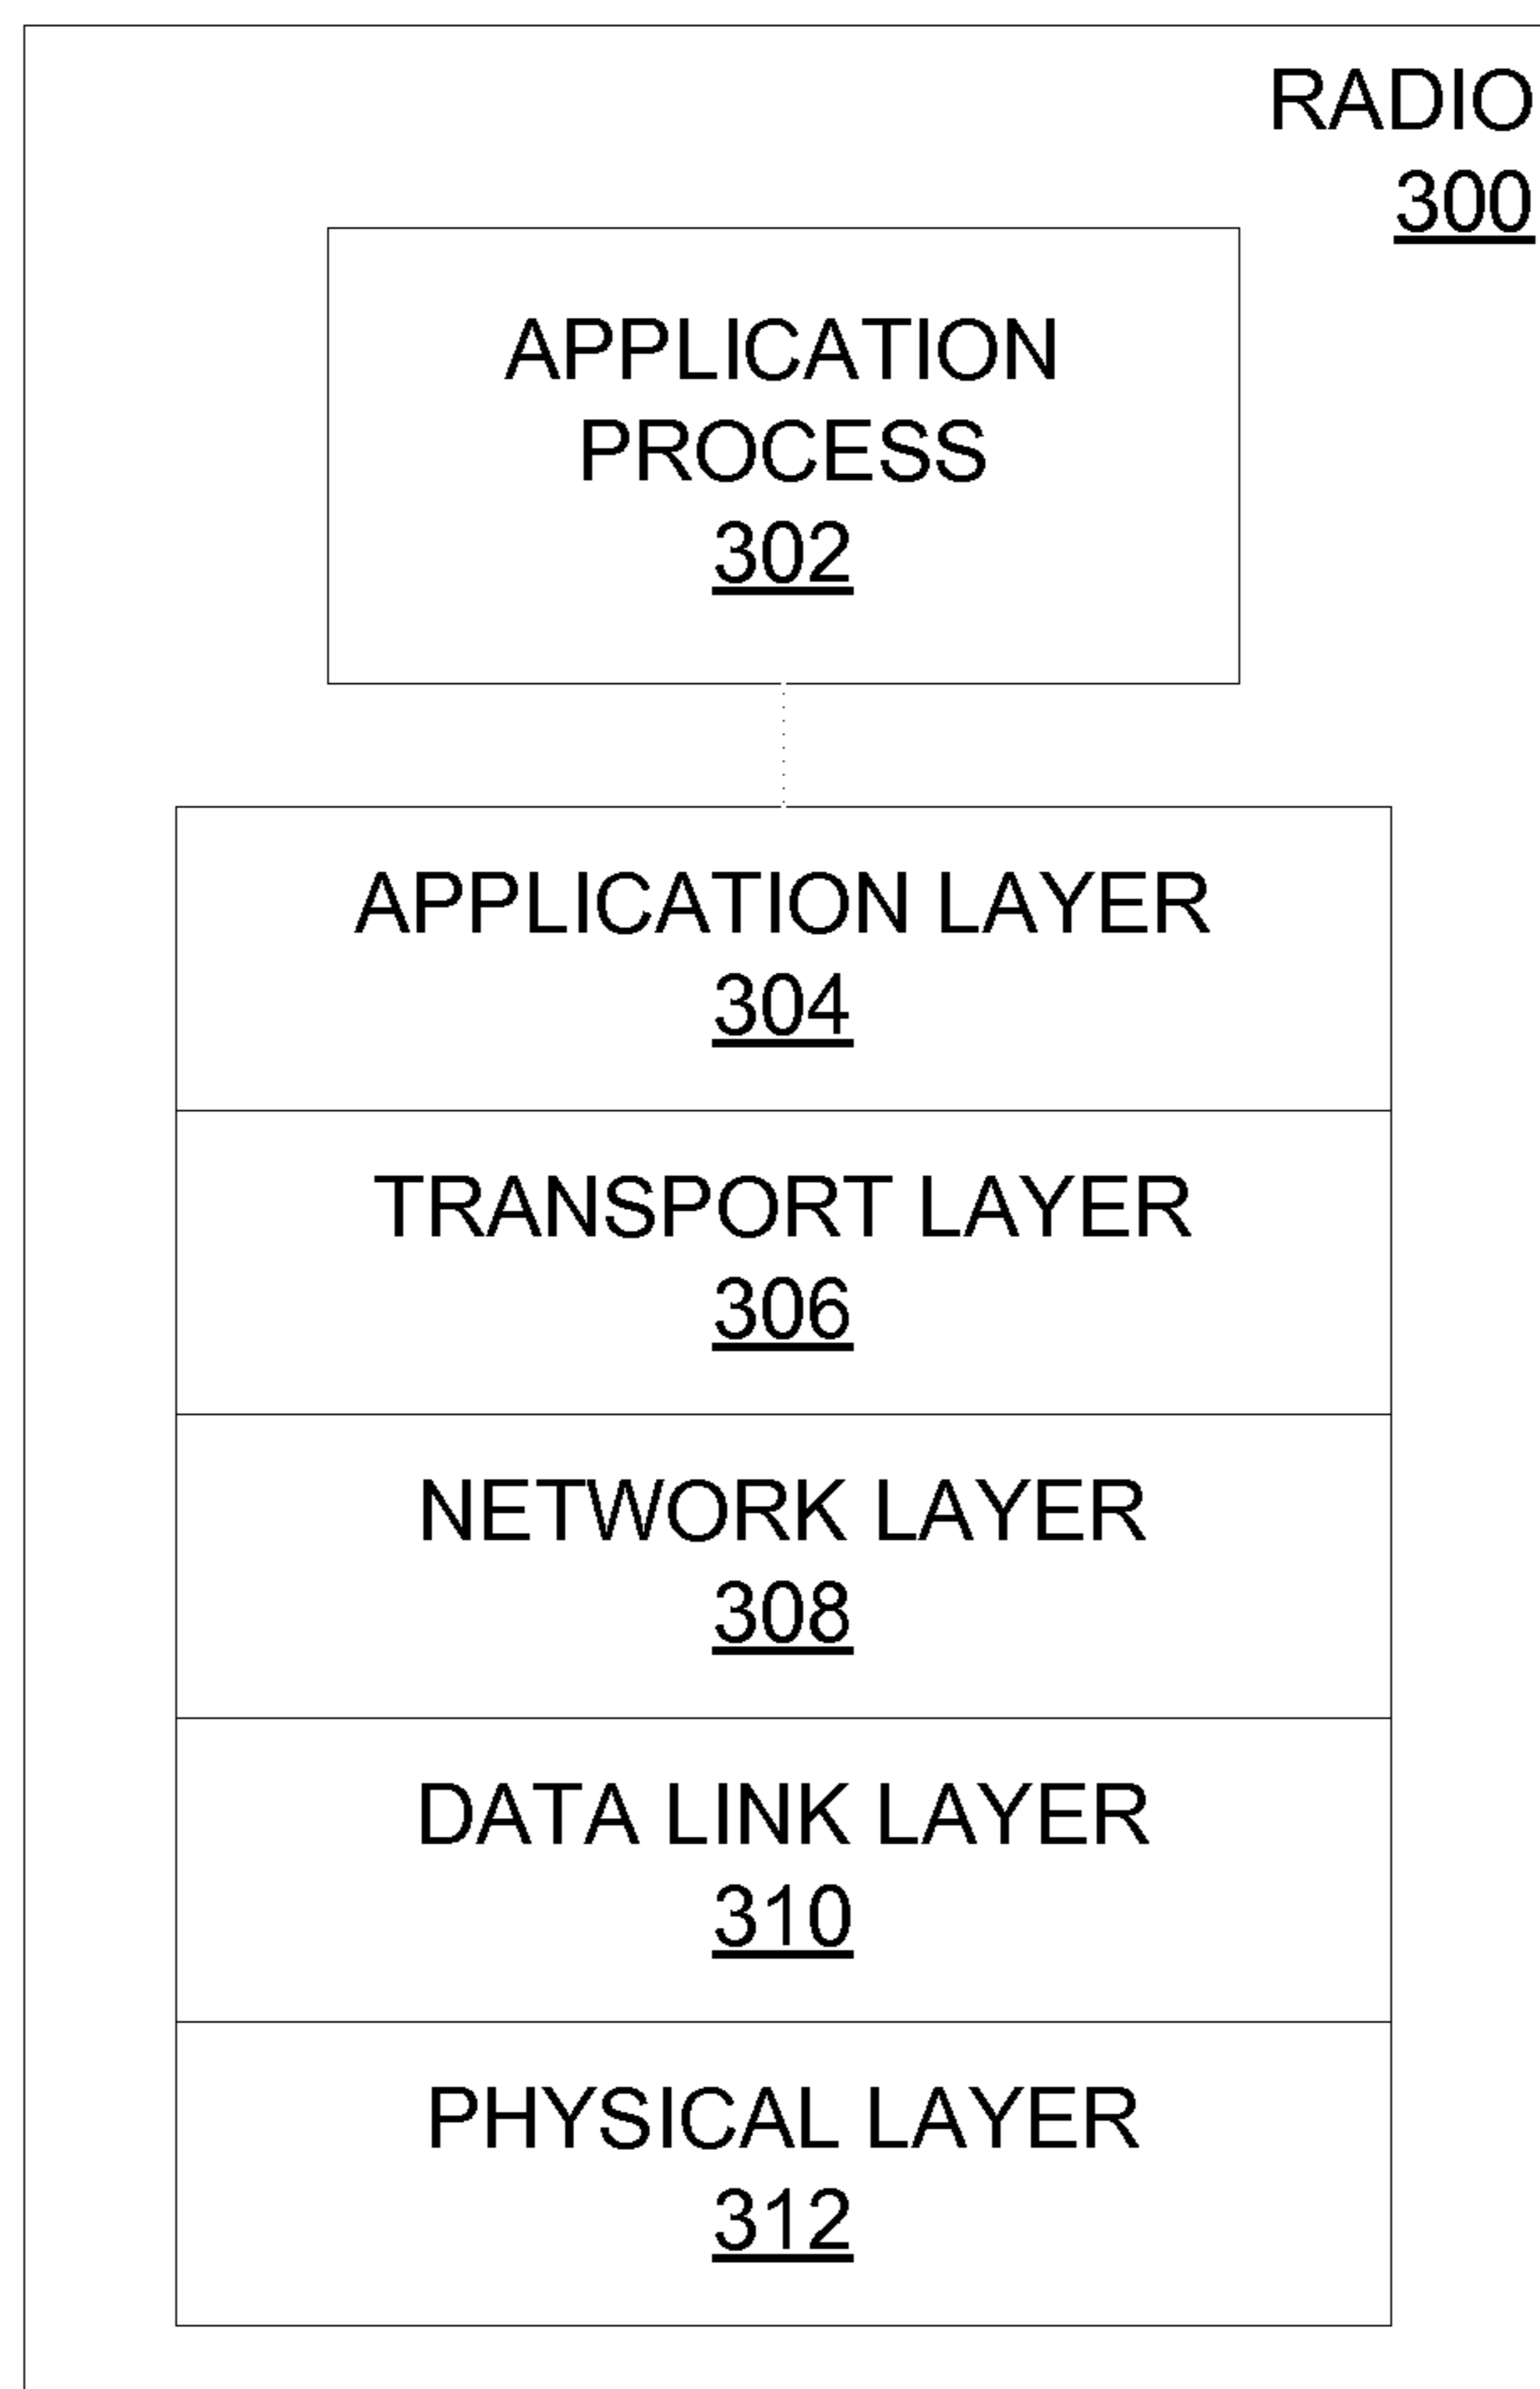 RADIO
300
APPLICATION
PROCESS
302
APPLICATION LAYER
304
TRANSPORT LAYER
306
NETWORK LAYER
308
DATA LINK LAYER
310
PHYSICAL LAYER
312